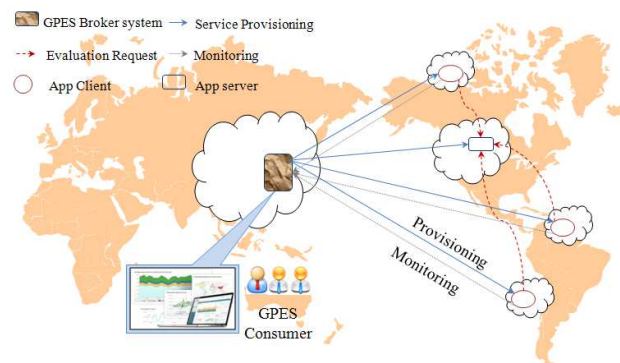 GPES Broker system
Service Provisioning
Evaluation Request
Monitoring
App Client
App server
Provisioning
Monitoring
GPES
Consumer